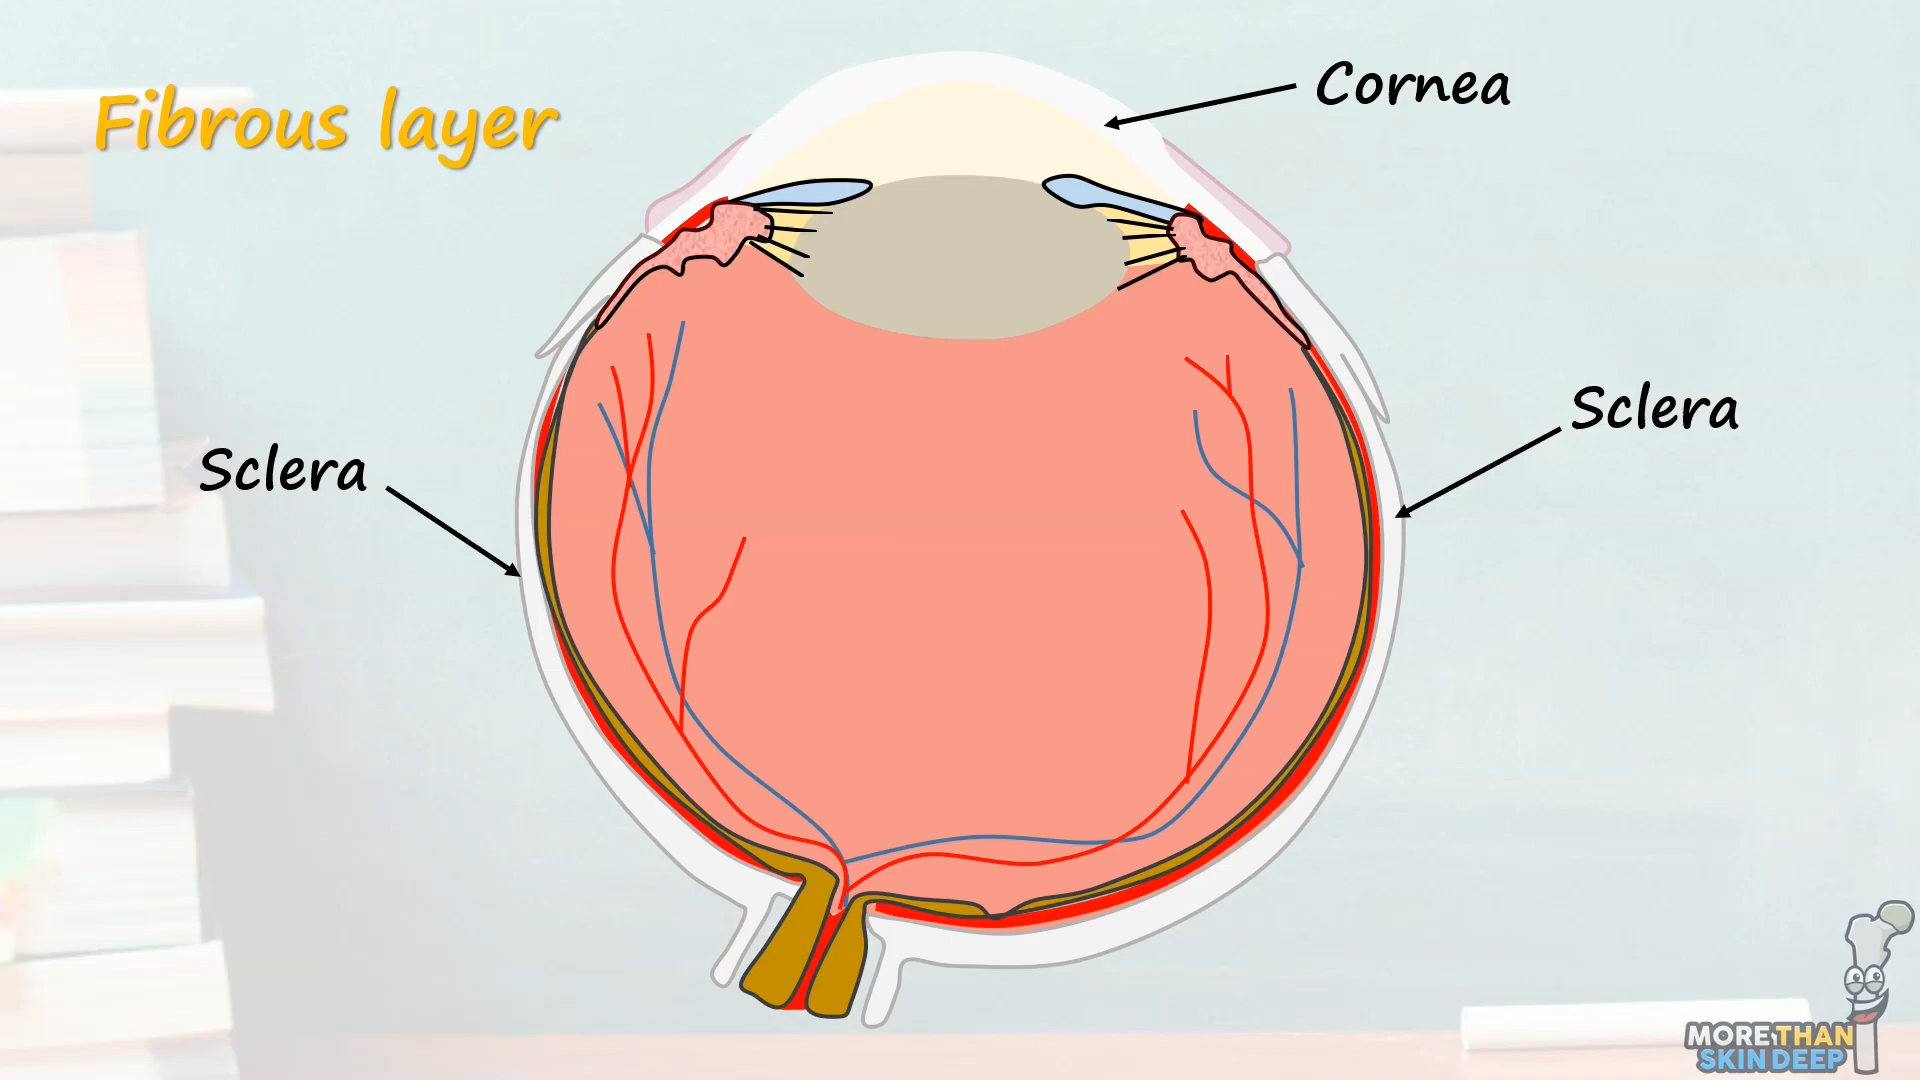 Fibrous layer
Cornea
Sclera
Sclera
MORE THAN
SKIN DEEP